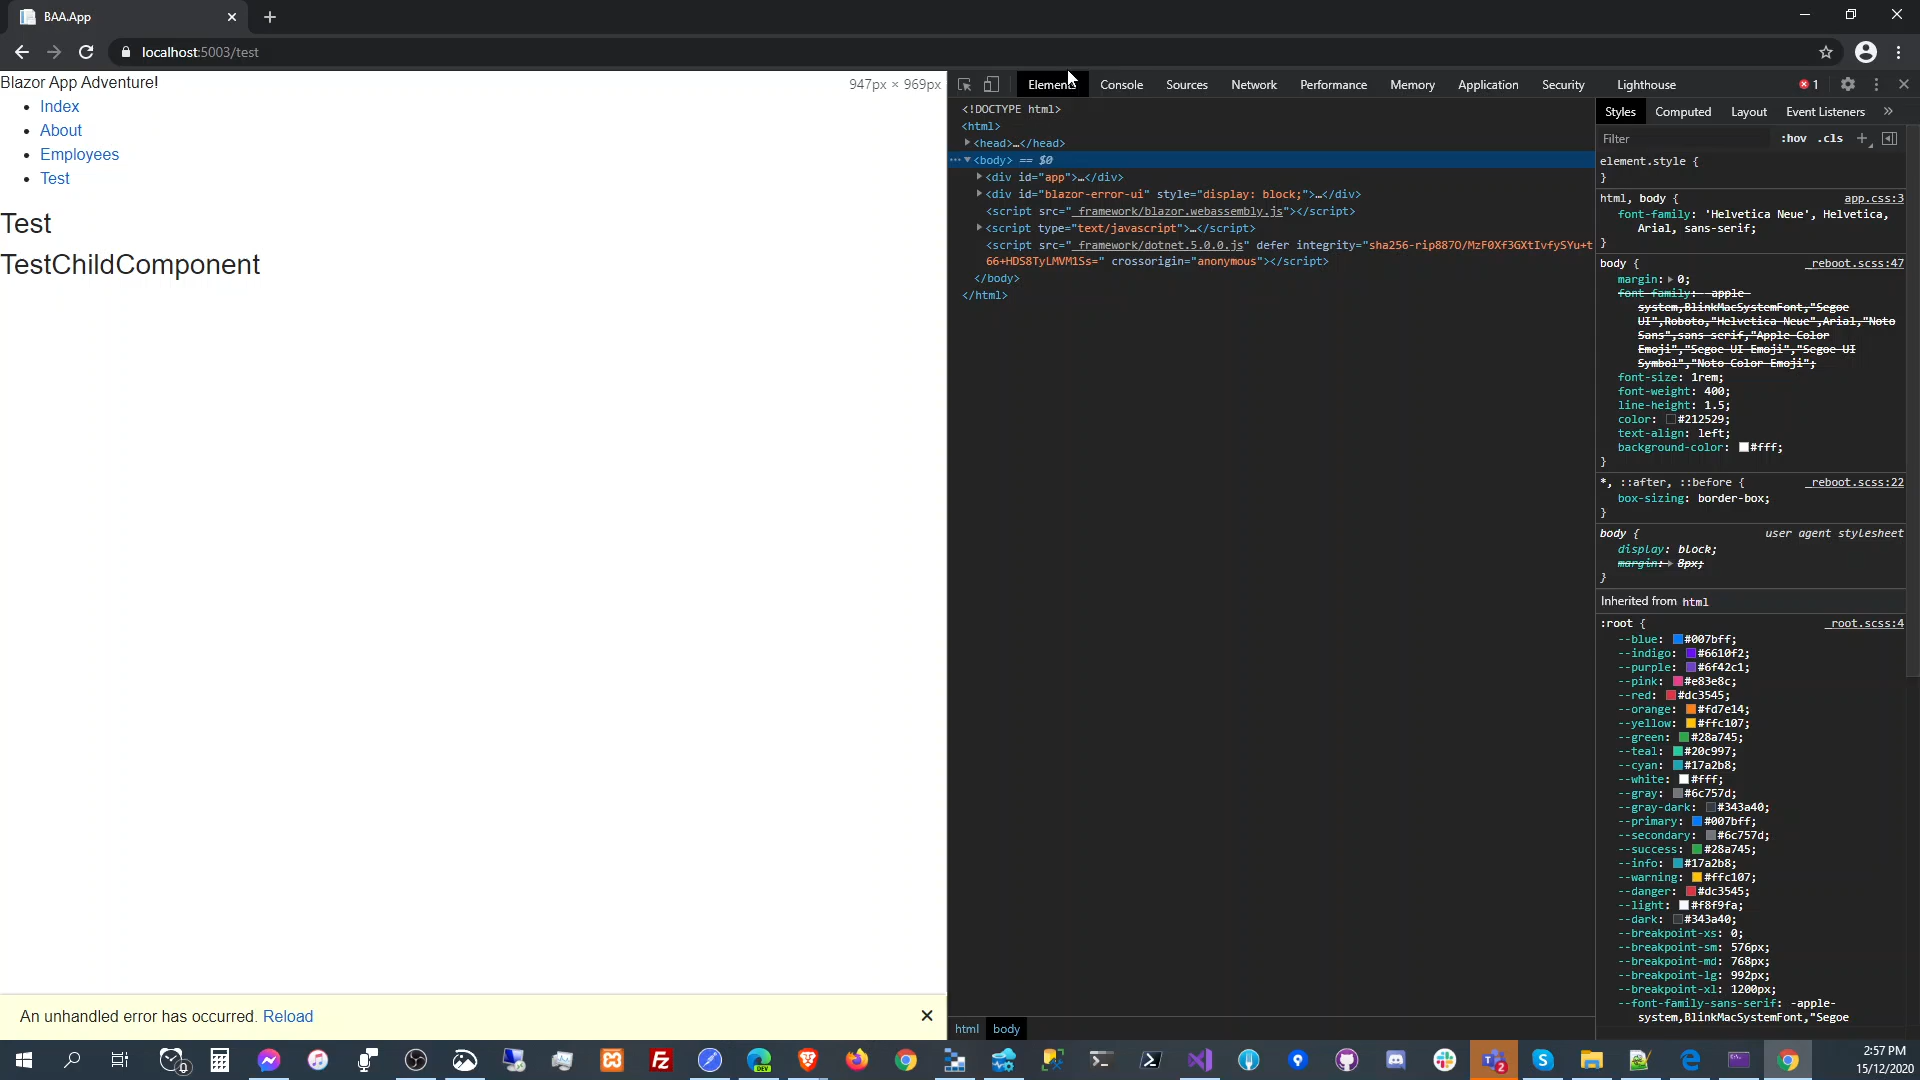 BAA.App
localhost:5003/test
Blazor App Adventure!
947px × 969px
Index
About
Employees
Test
Test
TestChildComponent
An unhandled error has occurred. Reload
Elements Console Sources Network Performance Memory Application Security Lighthouse 1
<!DOCTYPE html>
<html>
<head>…</head>
<body> == $0
<div id="app">…</div>
<div id="blazor-error-ui" style="display: block;">…</div>
<script src="_framework/blazor.webassembly.js"></script>
<script type="text/javascript">…</script>
<script src="_framework/dotnet.5.0.0.js" defer integrity="sha256-rip887O/MzF0Xf3GXtIvfySYu+t
66+HDS8TyLMVM1Ss=" crossorigin="anonymous"></script>
</body>
</html>
html body
Styles Computed Layout Event Listeners »
Filter :hov .cls +
element.style {
}
html, body { app.css:3
font-family: 'Helvetica Neue', Helvetica,
Arial, sans-serif;
}
body { _reboot.scss:47
margin: 0;
font-family: -apple-
system,BlinkMacSystemFont,"Segoe
UI",Roboto,"Helvetica Neue",Arial,"Noto
Sans",sans-serif,"Apple Color
Emoji","Segoe UI Emoji","Segoe UI
Symbol","Noto Color Emoji";
font-size: 1rem;
font-weight: 400;
line-height: 1.5;
color: #212529;
text-align: left;
background-color: #fff;
}
*, ::after, ::before { _reboot.scss:22
box-sizing: border-box;
}
body { user agent stylesheet
display: block;
margin: 8px;
}
Inherited from html
:root { _root.scss:4
--blue: #007bff;
--indigo: #6610f2;
--purple: #6f42c1;
--pink: #e83e8c;
--red: #dc3545;
--orange: #fd7e14;
--yellow: #ffc107;
--green: #28a745;
--teal: #20c997;
--cyan: #17a2b8;
--white: #fff;
--gray: #6c757d;
--gray-dark: #343a40;
--primary: #007bff;
--secondary: #6c757d;
--success: #28a745;
--info: #17a2b8;
--warning: #ffc107;
--danger: #dc3545;
--light: #f8f9fa;
--dark: #343a40;
--breakpoint-xs: 0;
--breakpoint-sm: 576px;
--breakpoint-md: 768px;
--breakpoint-lg: 992px;
--breakpoint-xl: 1200px;
--font-family-sans-serif: -apple-
system,BlinkMacSystemFont,"Segoe
2:57 PM
15/12/2020